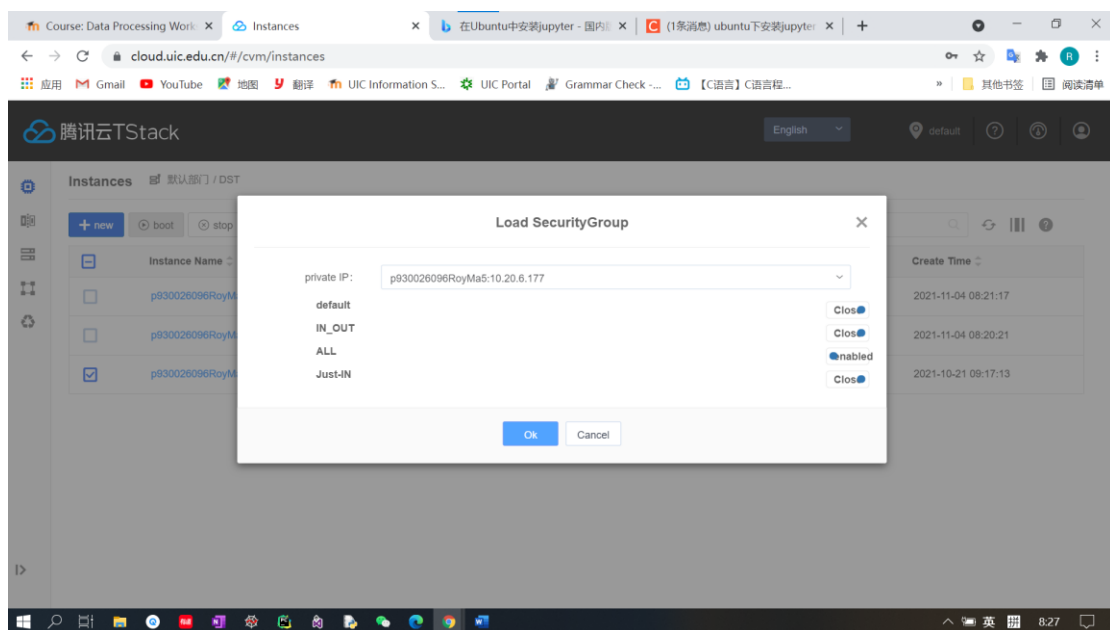 Course: Data Processing Work
Instances
在Ubuntu中安装jupyter - 国内
(1条消息) ubuntu下安装jupyter
cloud.uic.edu.cn/#/cvm/instances
R
应用 Gmail YouTube 地图 翻译 UIC Information S... UIC Portal Grammar Check -... 【C语言】C语言程... » 其他书签 阅读清单
腾讯云TStack
English
default
Instances 默认部门 / DST
+ new boot stop
Load SecurityGroup
Instance Name
Create Time
private IP:
p930026096RoyMa5:10.20.6.177
p930026096RoyM
2021-11-04 08:21:17
default Clos
IN_OUT Clos
p930026096RoyM
2021-11-04 08:20:21
ALL nabled
Just-IN Clos
p930026096RoyM
2021-10-21 09:17:13
Ok Cancel
英 8:27